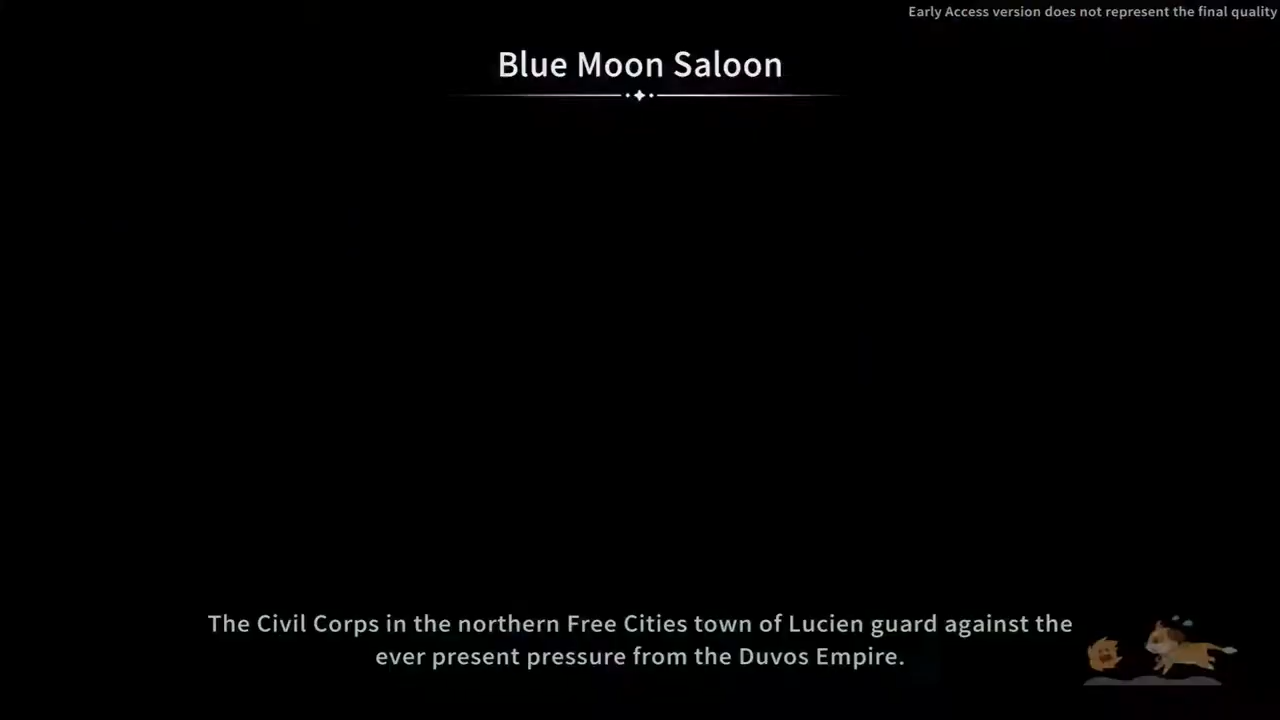 Early Access version does not represent the final quality
Blue Moon Saloon
The Civil Corps in the northern Free Cities town of Lucien guard against the
ever present pressure from the Duvos Empire.